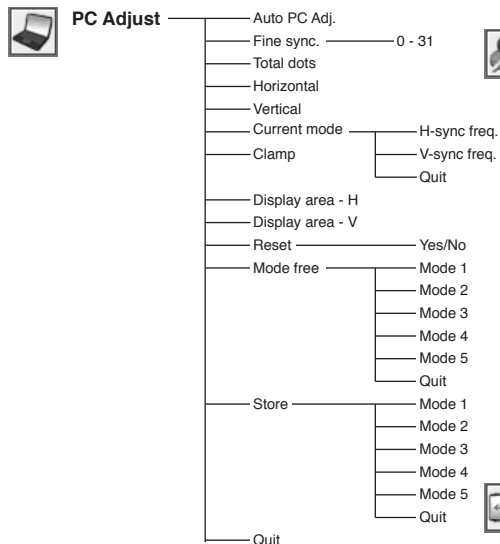 PC Adjust
Auto PC Adj.
Fine sync. 0 - 31
Total dots
Horizontal
Vertical
Current mode H-sync freq.
Clamp V-sync freq.
Quit
Display area - H
Display area - V
Reset Yes/No
Mode free Mode 1
Mode 2
Mode 3
Mode 4
Mode 5
Quit
Store Mode 1
Mode 2
Mode 3
Mode 4
Mode 5
Quit
Quit